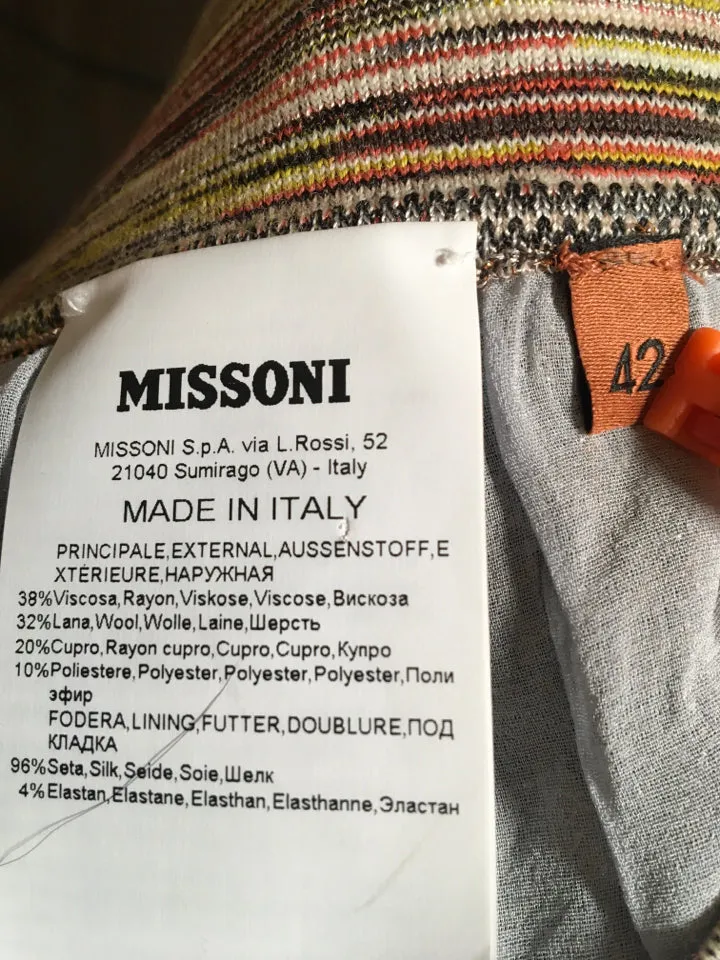 MISSONI
MISSONI S.p.A. via L.Rossi, 52
21040 Sumirago (VA) - Italy
MADE IN ITALY
PRINCIPALE,EXTERNAL,AUSSENSTOFF,E
XTÉRIEURE,НАРУЖНАЯ
38%Viscosa,Rayon,Viskose,Viscose,Вискоза
32%Lana,Wool,Wolle,Laine,Шерсть
20%Cupro,Rayon cupro,Cupro,Cupro,Купро
10%Poliestere,Polyester,Polyester,Polyester,Поли
эфир
FODERA,LINING,FUTTER,DOUBLURE,ПОД
КЛАДКА
96%Seta,Silk,Seide,Soie,Шелк
4%Elastan,Elastane,Elasthan,Elasthanne,Эластан
42